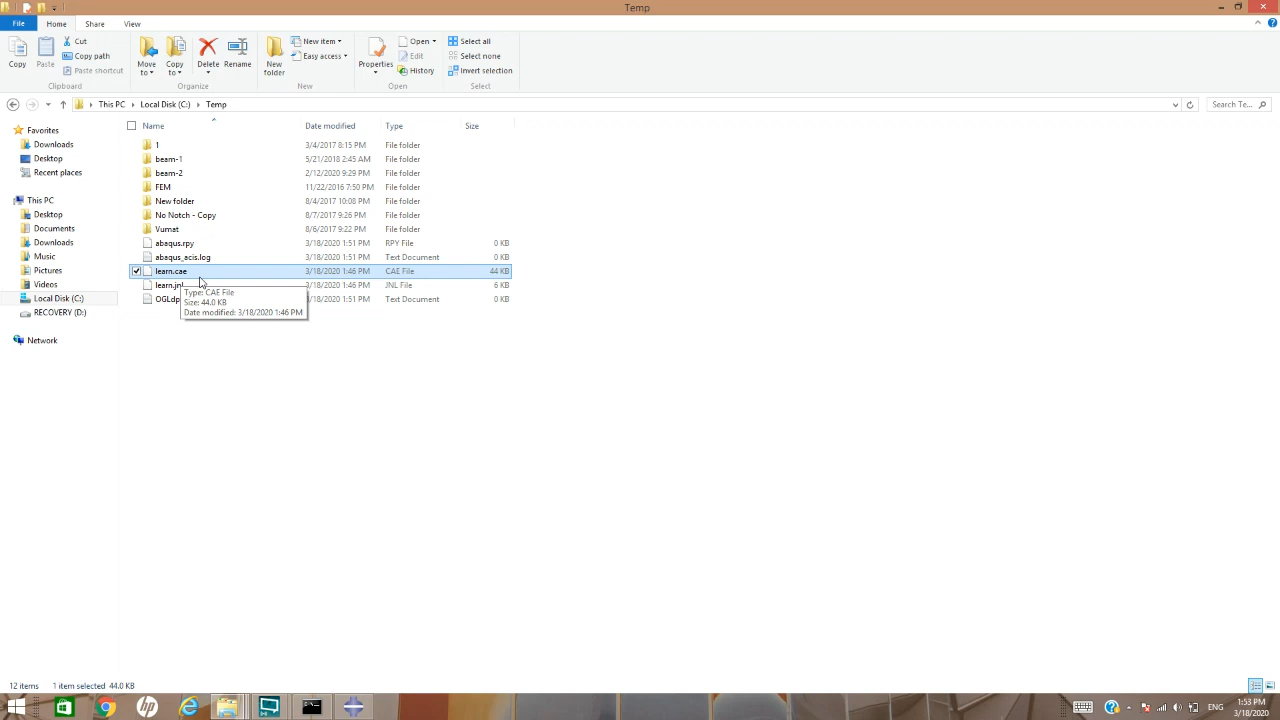 Temp
File Home Share View
Copy
Paste
Cut
Copy path
Paste shortcut
Clipboard
Move to
Copy to
Delete
Rename
Organize
New folder
New item
Easy access
New
Properties
Open
Edit
History
Open
Select all
Select none
Invert selection
Select
This PC Local Disk (C:) Temp
Search Te...
Favorites
Downloads
Desktop
Recent places
This PC
Desktop
Documents
Downloads
Music
Pictures
Videos
Local Disk (C:)
RECOVERY (D:)
Network
Name Date modified Type Size
1 3/4/2017 8:15 PM File folder
beam-1 5/21/2018 2:45 AM File folder
beam-2 2/12/2020 9:29 PM File folder
FEM 11/22/2016 7:50 PM File folder
New folder 8/4/2017 10:08 PM File folder
No Notch - Copy 8/7/2017 9:26 PM File folder
Vumat 8/6/2017 9:22 PM File folder
abaqus.rpy 3/18/2020 1:51 PM RPY File 0 KB
abaqus_acis.log 3/18/2020 1:51 PM Text Document 0 KB
learn.cae 3/18/2020 1:46 PM CAE File 44 KB
learn.jnl 3/18/2020 1:46 PM JNL File 6 KB
OGLdp 3/18/2020 1:51 PM Text Document 0 KB
Type: CAE File
Size: 44.0 KB
Date modified: 3/18/2020 1:46 PM
12 items 1 item selected 44.0 KB
hp
ENG
1:53 PM
3/18/2020